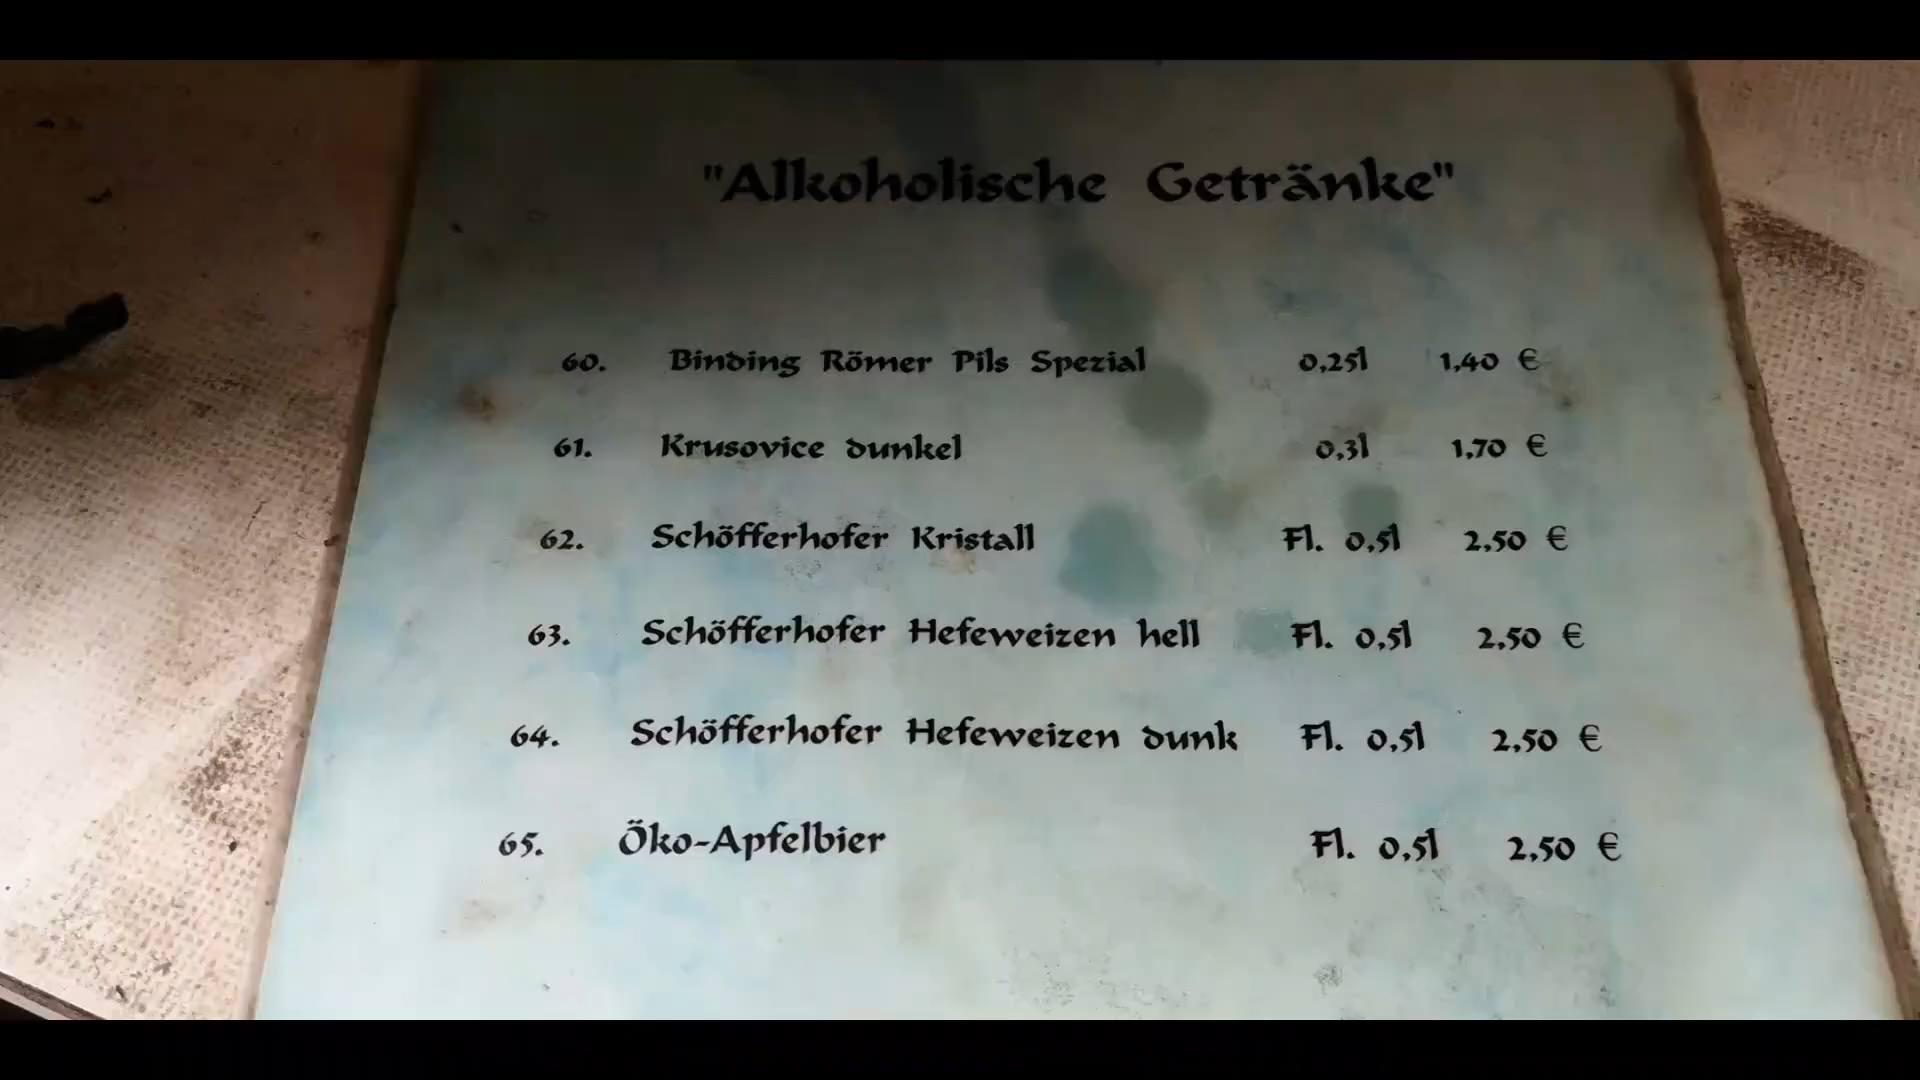 "Alkoholische Getränke"
60. Binding Römer Pils Spezial 0,25l 1,40 €
61. Krusovice dunkel 0,3l 1,70 €
62. Schöfferhofer Kristall Fl. 0,5l 2,50 €
63. Schöfferhofer Hefeweizen hell Fl. 0,5l 2,50 €
64. Schöfferhofer Hefeweizen dunk Fl. 0,5l 2,50 €
65. Öko-Apfelbier Fl. 0,5l 2,50 €